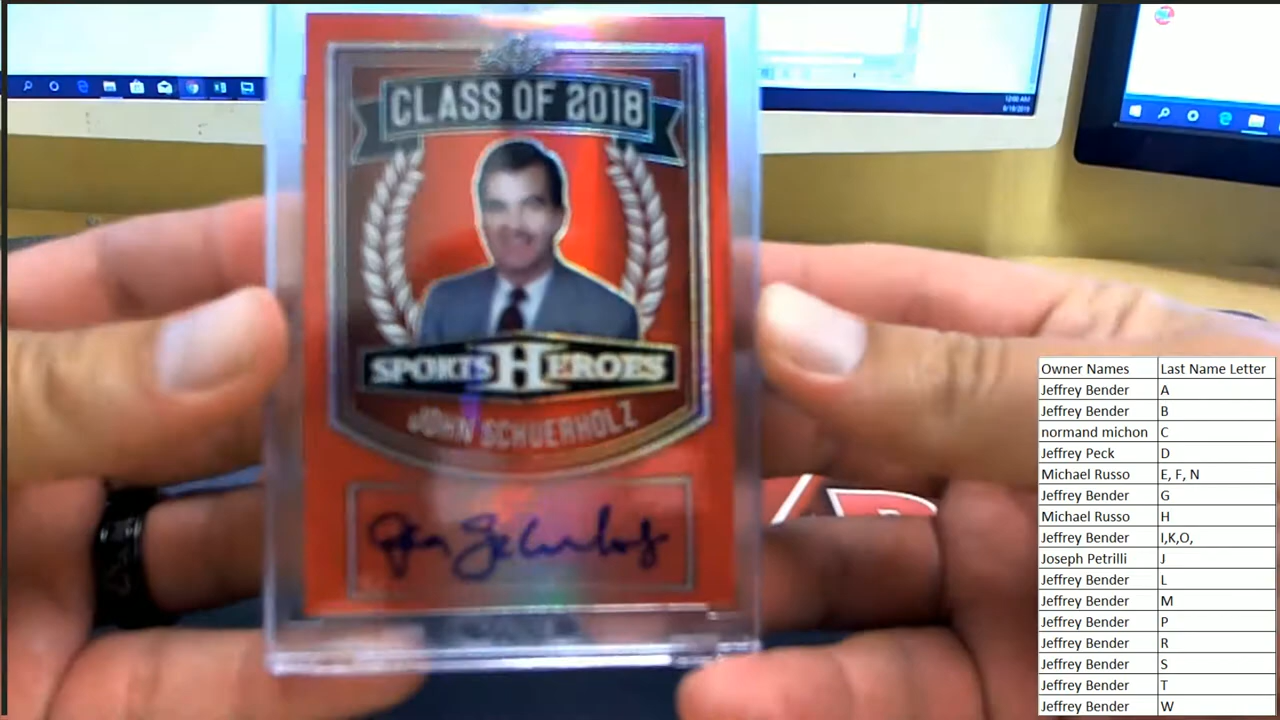 CLASS OF 2018
SPORTS HEROES
JOHN SCHUERHOLZ
Owner Names Last Name Letter
Jeffrey Bender A
Jeffrey Bender B
normand michon C
Jeffrey Peck D
Michael Russo E, F, N
Jeffrey Bender G
Michael Russo H
Jeffrey Bender I,K,O,
Joseph Petrilli J
Jeffrey Bender L
Jeffrey Bender M
Jeffrey Bender P
Jeffrey Bender R
Jeffrey Bender S
Jeffrey Bender T
Jeffrey Bender W